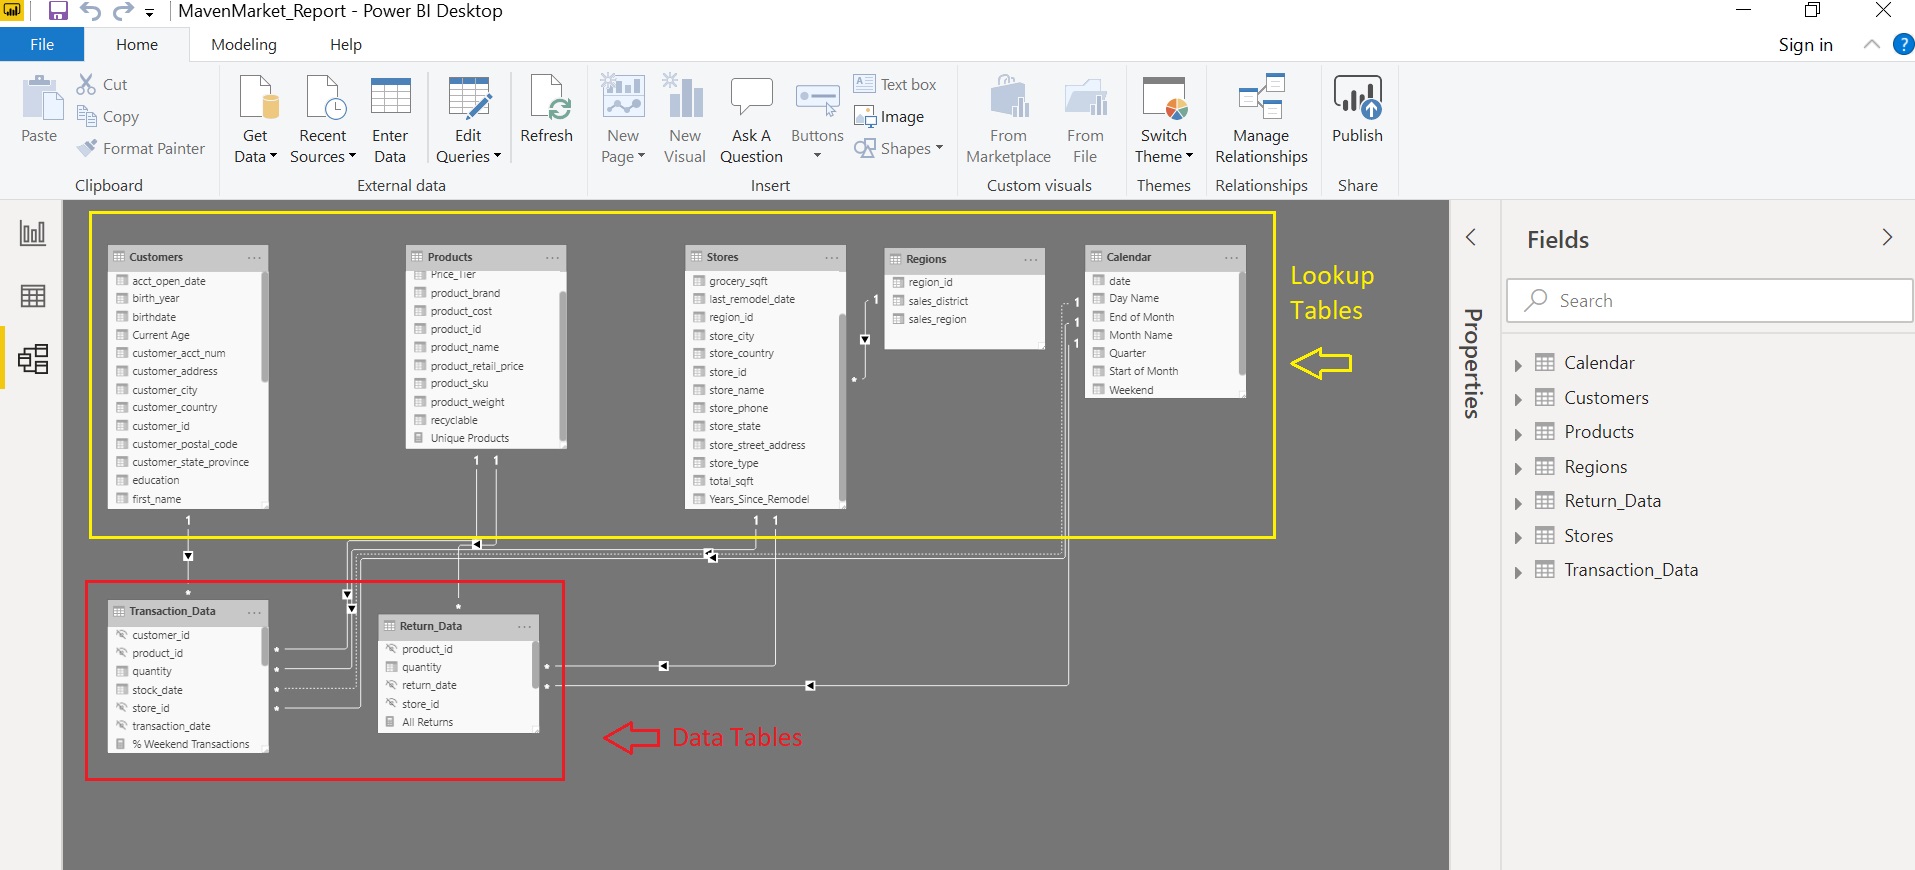 MavenMarket_Report - Power BI Desktop
File
Home
Modeling
Help
Sign in
?
Paste
Cut
Copy
Format Painter
Clipboard
Get
Data
Recent
Sources
Enter
Data
Edit
Queries
Refresh
External data
New
Page
New
Visual
Ask A
Question
Buttons
Text box
Image
Shapes
Insert
From
Marketplace
From
File
Custom visuals
Switch
Theme
Themes
Manage
Relationships
Relationships
Publish
Share
Customers
acct_open_date
birth_year
birthdate
Current Age
customer_acct_num
customer_address
customer_city
customer_country
customer_id
customer_postal_code
customer_state_province
education
first_name
1
*
Products
Price_Tier
product_brand
product_cost
product_id
product_name
product_retail_price
product_sku
product_weight
recyclable
Unique Products
1 1
*
Stores
grocery_sqft
last_remodel_date
region_id
store_city
store_country
store_id
store_name
store_phone
store_state
store_street_address
store_type
total_sqft
Years_Since_Remodel
1 1
Regions
region_id
sales_district
sales_region
1
*
Calendar
date
Day Name
End of Month
Month Name
Quarter
Start of Month
Weekend
1
1
1
Lookup
Tables
Transaction_Data
customer_id
product_id
quantity
stock_date
store_id
transaction_date
% Weekend Transactions
*
*
*
*
Return_Data
product_id
quantity
return_date
store_id
All Returns
*
*
Data Tables
Properties
Fields
Search
Calendar
Customers
Products
Regions
Return_Data
Stores
Transaction_Data